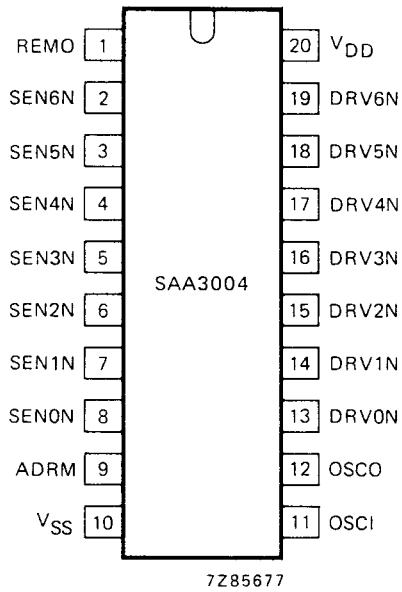 REMO 1 20 VDD
SEN6N 2 19 DRV6N
SEN5N 3 18 DRV5N
SEN4N 4 17 DRV4N
SEN3N 5 16 DRV3N
SAA3004
SEN2N 6 15 DRV2N
SEN1N 7 14 DRV1N
SEN0N 8 13 DRV0N
ADRM 9 12 OSCO
VSS 10 11 OSCI
7Z85677